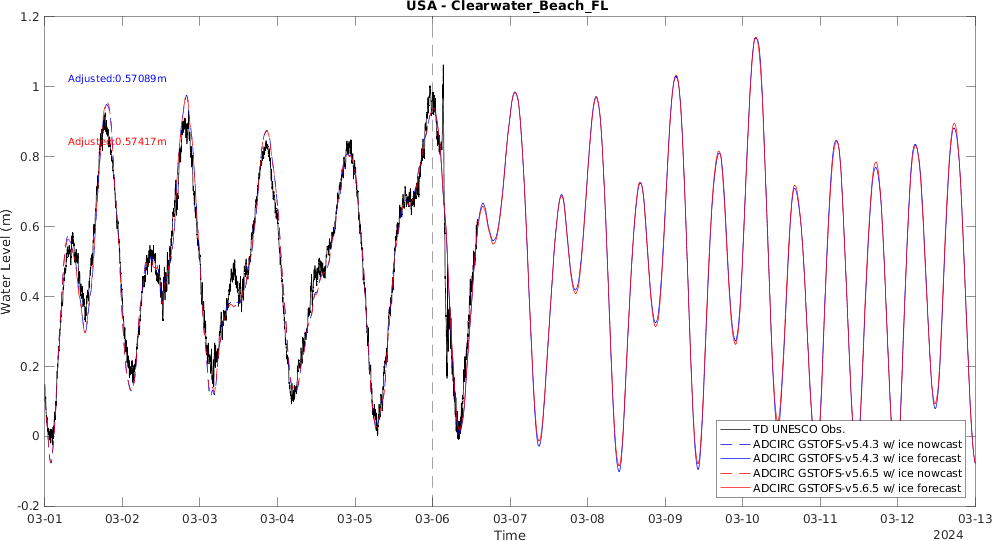 USA - Clearwater_Beach_FL
1.2
1
0.8
0.6
0.4
0.2
0
-0.2
Water Level (m)
Adjusted:0.57089m
Adjusted:0.57417m
TD UNESCO Obs.
ADCIRC GSTOFS-v5.4.3 w/ ice nowcast
ADCIRC GSTOFS-v5.4.3 w/ ice forecast
ADCIRC GSTOFS-v5.6.5 w/ ice nowcast
ADCIRC GSTOFS-v5.6.5 w/ ice forecast
03-01 03-02 03-03 03-04 03-05 03-06 03-07 03-08 03-09 03-10 03-11 03-12 03-13
Time
2024